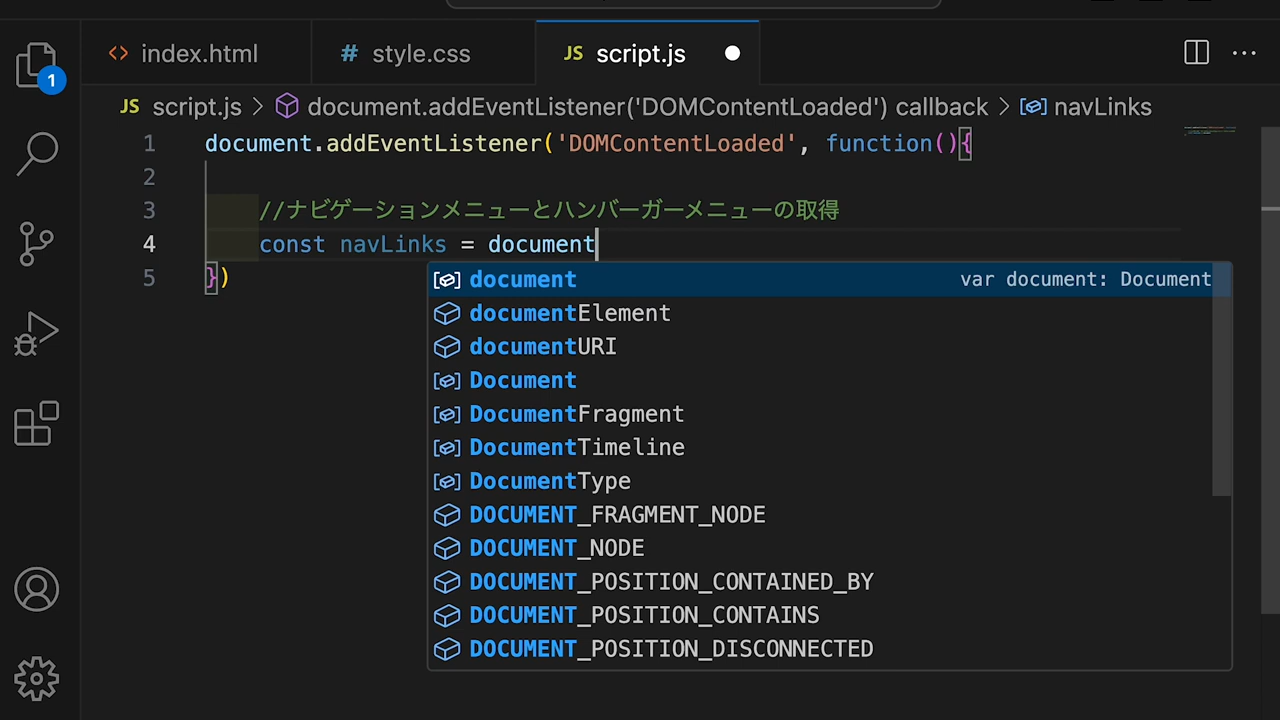 index.html
# style.css
JS script.js
1
JS script.js > document.addEventListener('DOMContentLoaded') callback > navLinks
1 document.addEventListener('DOMContentLoaded', function(){
2
3 //ナビゲーションメニューとハンバーガーメニューの取得
4 const navLinks = document
5 })
document var document: Document
documentElement
documentURI
Document
DocumentFragment
DocumentTimeline
DocumentType
DOCUMENT_FRAGMENT_NODE
DOCUMENT_NODE
DOCUMENT_POSITION_CONTAINED_BY
DOCUMENT_POSITION_CONTAINS
DOCUMENT_POSITION_DISCONNECTED